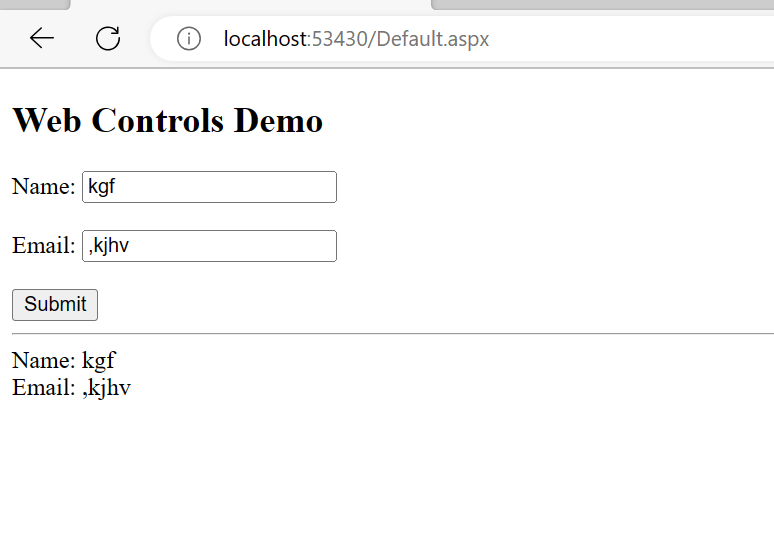 localhost:53430/Default.aspx
Web Controls Demo
Name: kgf
Email: ,kjhv
Submit
Name: kgf
Email: ,kjhv